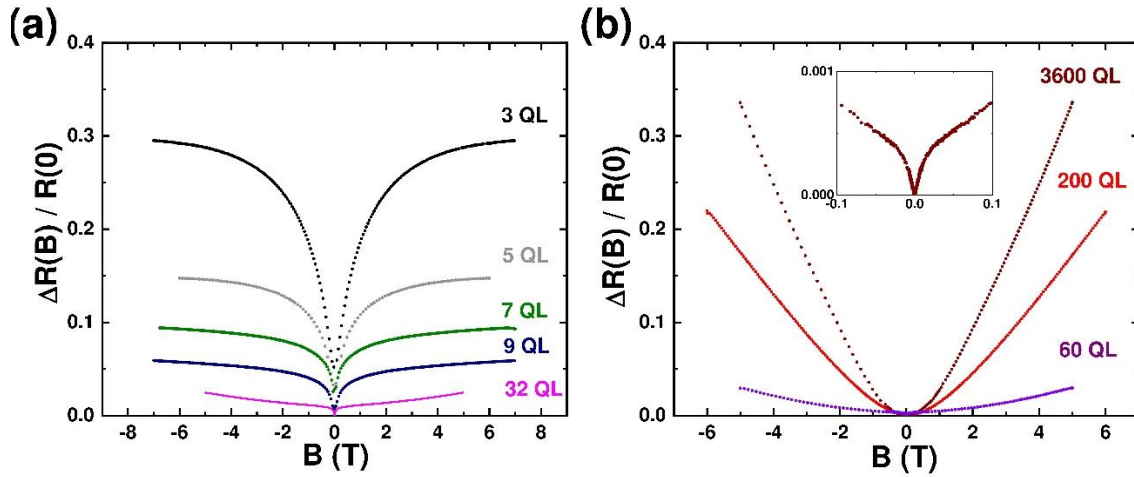 (a)
0.4
0.3
0.2
0.1
0.0
ΔR(B) / R(0)
3 QL
5 QL
7 QL
9 QL
32 QL
-8 -6 -4 -2 0 2 4 6 8
B (T)
(b)
0.4
0.3
0.2
0.1
0.0
ΔR(B) / R(0)
0.001
0.000
-0.1 0.0 0.1
3600 QL
200 QL
60 QL
-6 -4 -2 0 2 4 6
B (T)